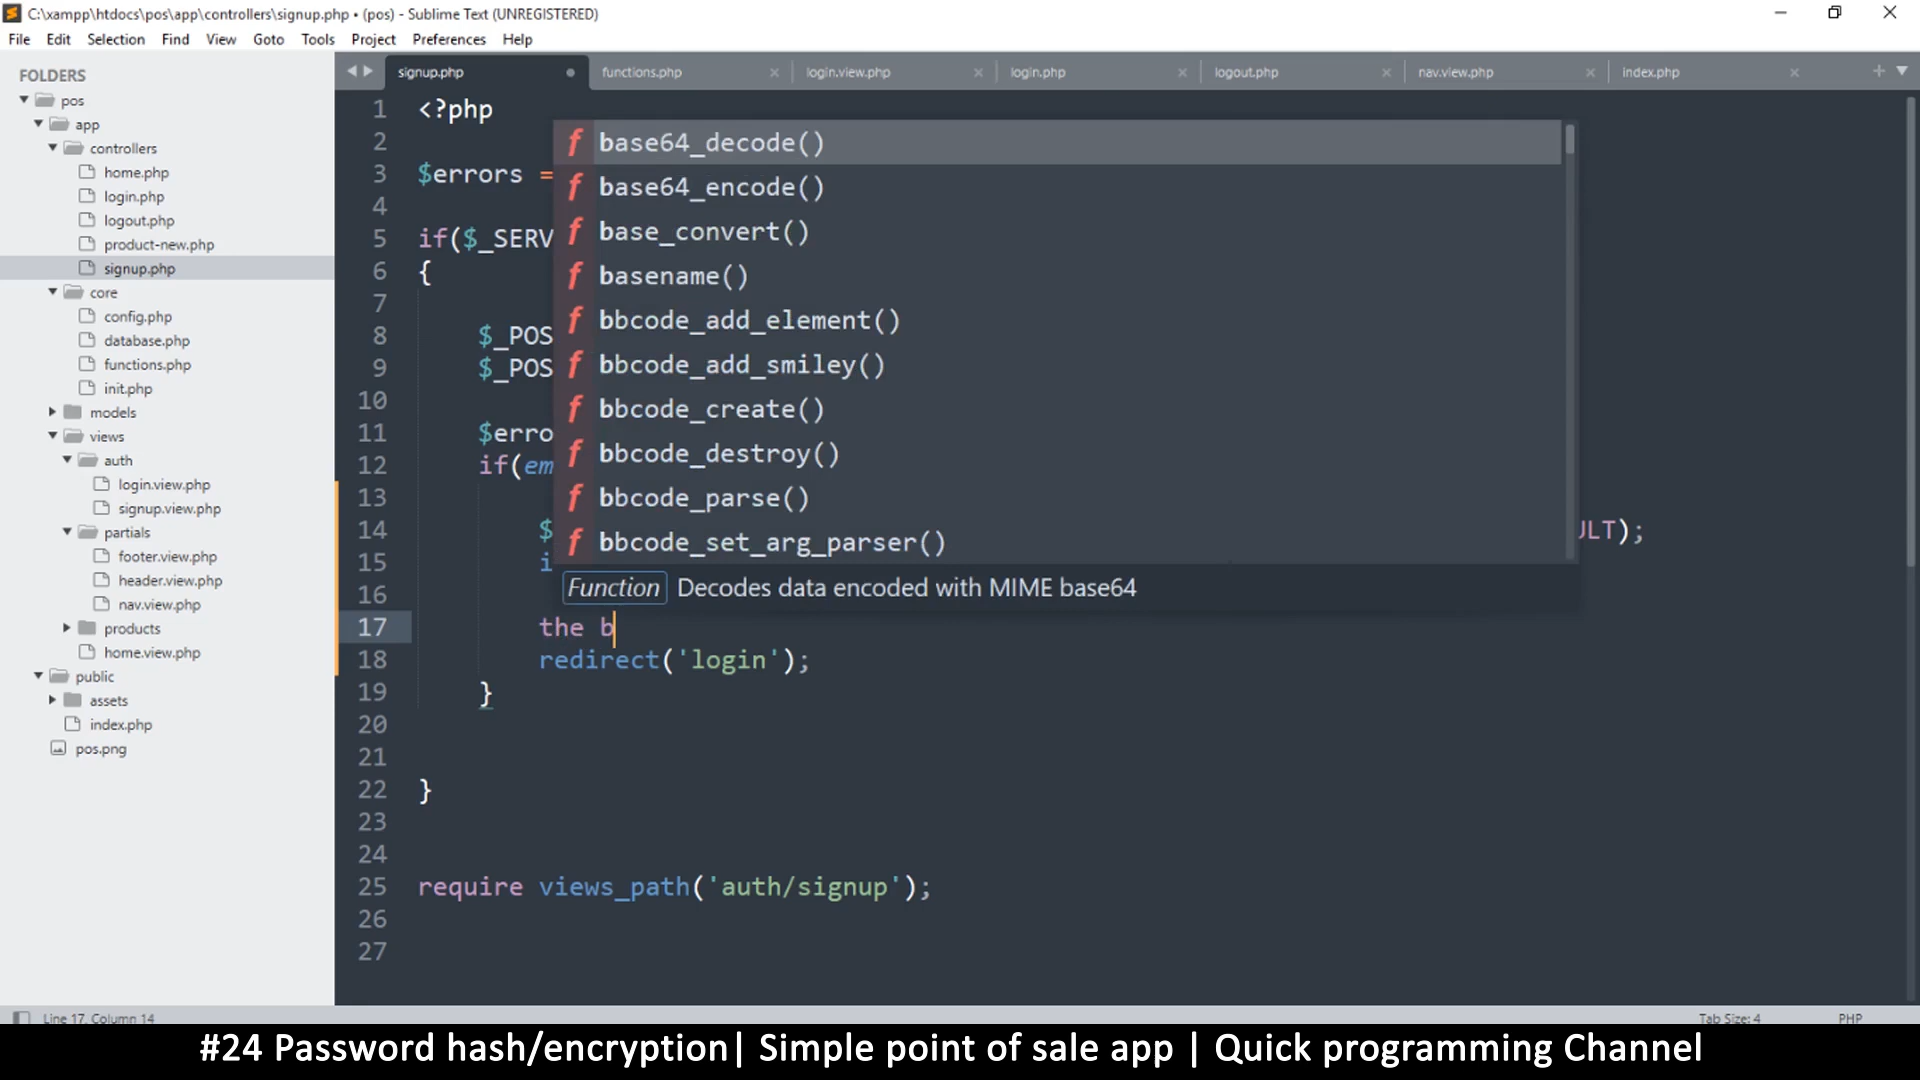 C:\xampp\htdocs\pos\app\controllers\signup.php • (pos) - Sublime Text (UNREGISTERED)
File Edit Selection Find View Goto Tools Project Preferences Help
FOLDERS
pos
app
controllers
home.php
login.php
logout.php
product-new.php
signup.php
core
config.php
database.php
functions.php
init.php
models
views
auth
login.view.php
signup.view.php
partials
footer.view.php
header.view.php
nav.view.php
products
home.view.php
public
assets
index.php
pos.png
signup.php functions.php login.view.php login.php logout.php nav.view.php index.php
1 <?php
2
3 $errors =
4
5 if($_SERV
6 {
7
8 $_POS
9 $_POS
10
11 $erro
12 if(em
13
14 $ JLT);
15 i
16
17 the b
18 redirect('login');
19 }
20
21
22 }
23
24
25 require views_path('auth/signup');
26
27
f base64_decode()
f base64_encode()
f base_convert()
f basename()
f bbcode_add_element()
f bbcode_add_smiley()
f bbcode_create()
f bbcode_destroy()
f bbcode_parse()
f bbcode_set_arg_parser()
Function Decodes data encoded with MIME base64
Line 17, Column 14 Tab Size: 4 PHP
#24 Password hash/encryption| Simple point of sale app | Quick programming Channel